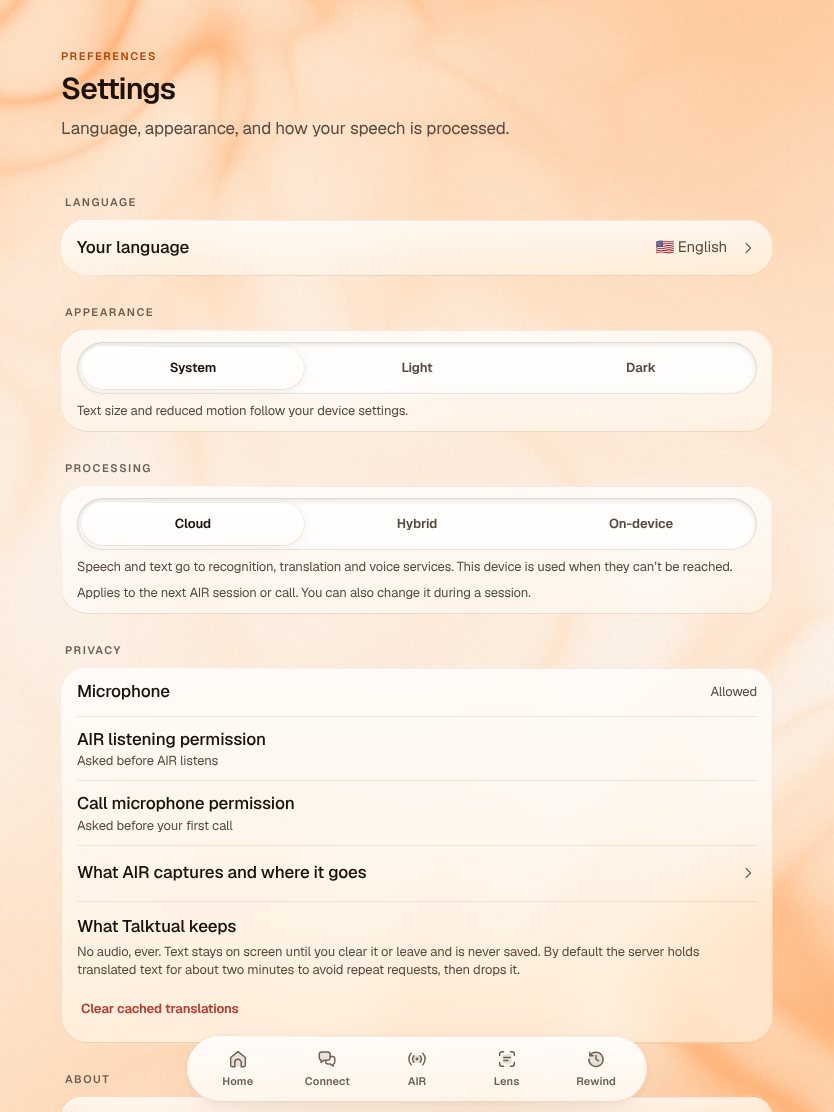 PREFERENCES
Settings
Language, appearance, and how your speech is processed.
LANGUAGE
Your language
English
APPEARANCE
System
Light
Dark
Text size and reduced motion follow your device settings.
PROCESSING
Cloud
Hybrid
On-device
Speech and text go to recognition, translation and voice services. This device is used when they can’t be reached.
Applies to the next AIR session or call. You can also change it during a session.
PRIVACY
Microphone
Allowed
AIR listening permission
Asked before AIR listens
Call microphone permission
Asked before your first call
What AIR captures and where it goes
What Talktual keeps
No audio, ever. Text stays on screen until you clear it or leave and is never saved. By default the server holds
translated text for about two minutes to avoid repeat requests, then drops it.
Clear cached translations
ABOUT
Home
Connect
AIR
Lens
Rewind